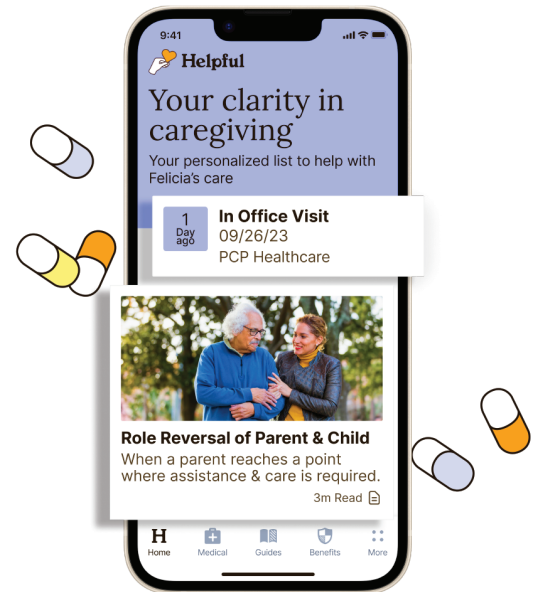 9:41
Helpful
Your clarity in
caregiving
Your personalized list to help with
Felicia's care
1
Day
ago
In Office Visit
09/26/23
PCP Healthcare
Role Reversal of Parent & Child
When a parent reaches a point
where assistance & care is required.
3m Read
H
Home Medical Guides Benefits More